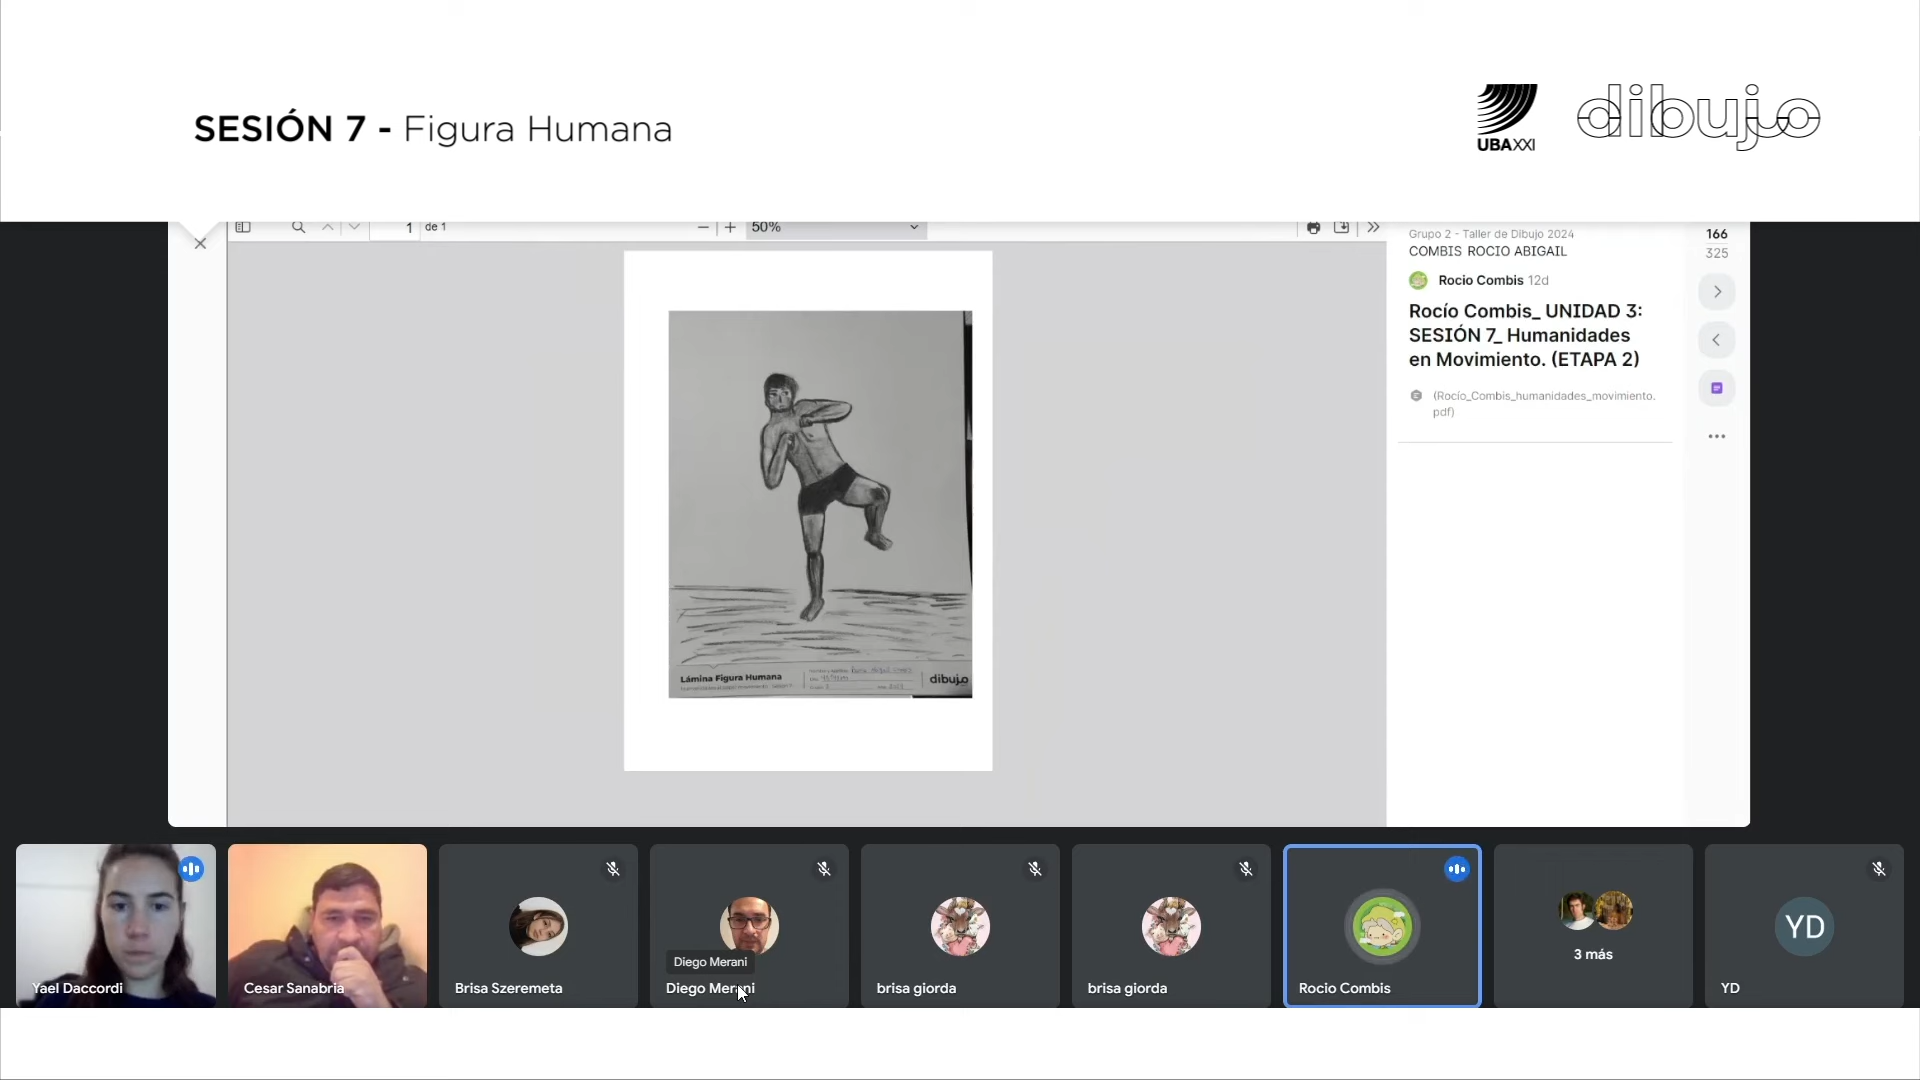 SESIÓN 7 - Figura Humana
UBAXXI
dibujo
1 de 1
50%
Grupo 2 - Taller de Dibujo 2024
COMBIS ROCIO ABIGAIL
Rocio Combis 12d
Rocío Combis_ UNIDAD 3:
SESIÓN 7_ Humanidades
en Movimiento. (ETAPA 2)
(Rocío_Combis_humanidades_movimiento.
pdf)
166
325
Lámina Figura Humana
dibujo
Yael Daccordi
Cesar Sanabria
Brisa Szeremeta
Diego Merani
Diego Merani
brisa giorda
brisa giorda
Rocio Combis
3 más
YD
YD